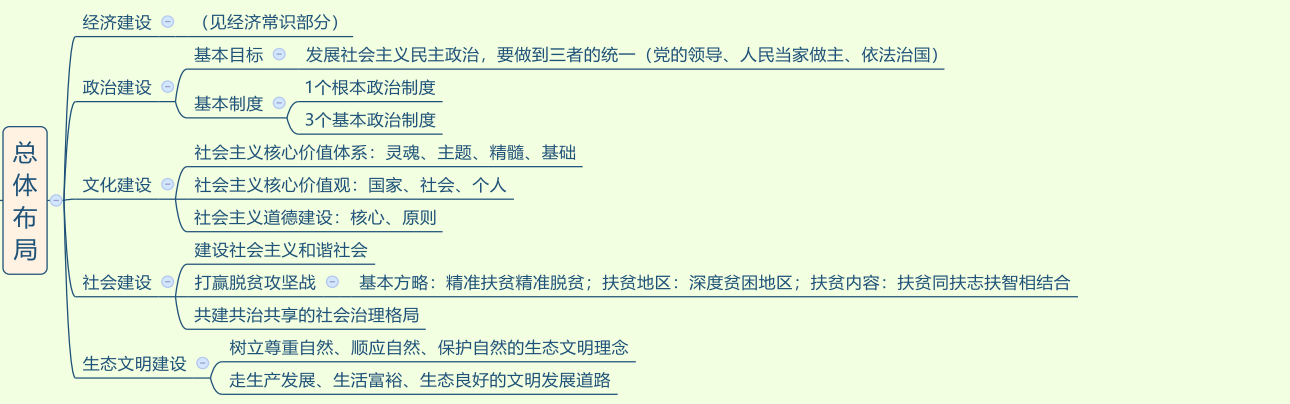 总体布局
经济建设 （见经济常识部分）
政治建设
基本目标 发展社会主义民主政治，要做到三者的统一（党的领导、人民当家做主、依法治国）
基本制度
1个根本政治制度
3个基本政治制度
文化建设
社会主义核心价值体系：灵魂、主题、精髓、基础
社会主义核心价值观：国家、社会、个人
社会主义道德建设：核心、原则
社会建设
建设社会主义和谐社会
打赢脱贫攻坚战 基本方略：精准扶贫精准脱贫；扶贫地区：深度贫困地区；扶贫内容：扶贫同扶志扶智相结合
共建共治共享的社会治理格局
生态文明建设
树立尊重自然、顺应自然、保护自然的生态文明理念
走生产发展、生活富裕、生态良好的文明发展道路